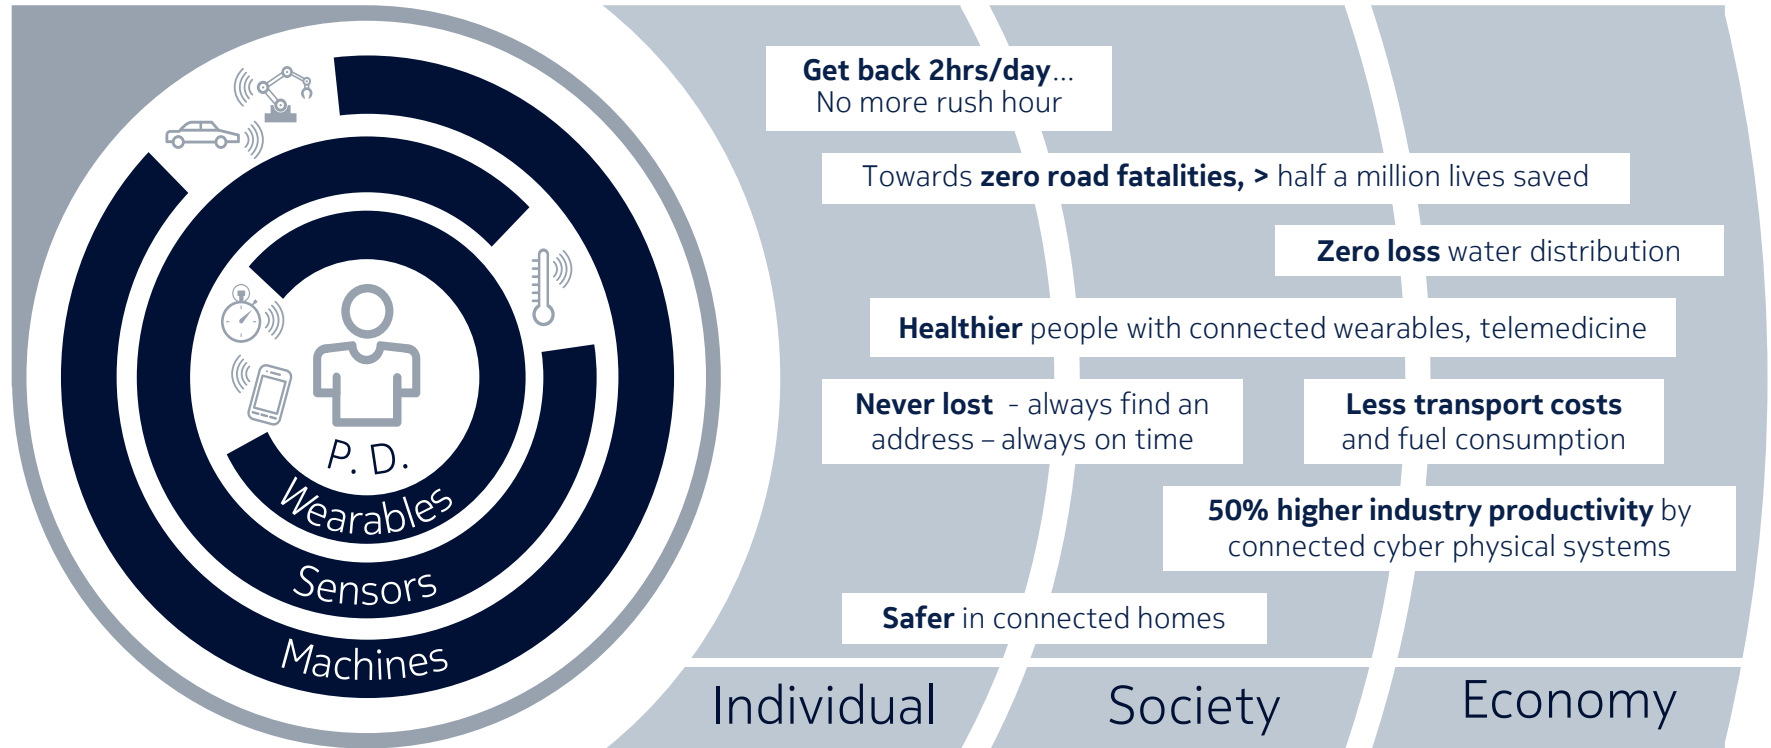 P. D.
Wearables
Sensors
Machines
Get back 2hrs/day...
No more rush hour
Towards zero road fatalities, > half a million lives saved
Zero loss water distribution
Healthier people with connected wearables, telemedicine
Never lost - always find an
address – always on time
Less transport costs
and fuel consumption
50% higher industry productivity by
connected cyber physical systems
Safer in connected homes
Individual
Society
Economy